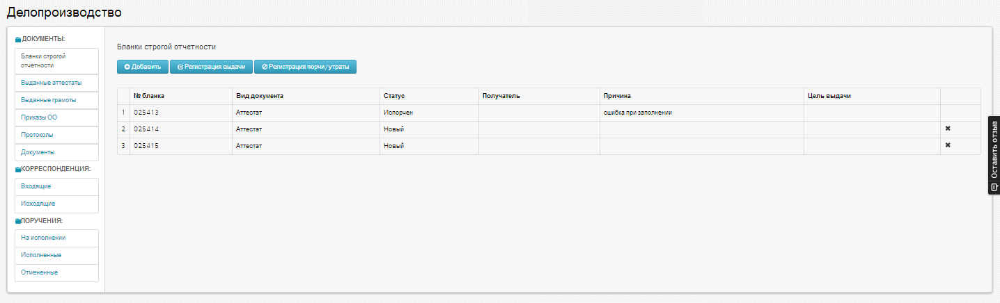 Делопроизводство
ДОКУМЕНТЫ:
Бланки строгой
отчетности
Выданные аттестаты
Выданные грамоты
Приказы ОО
Протоколы
Документы
КОРРЕСПОНДЕНЦИЯ:
Входящие
Исходящие
ПОРУЧЕНИЯ:
На исполнении
Исполненные
Отмененные
Бланки строгой отчетности
Добавить Регистрация выдачи Регистрация порчи/утраты
№ бланка Вид документа Статус Получатель Причина Цель выдачи
1 025413 Аттестат Испорчен ошибка при заполнении
2 025414 Аттестат Новый
3 025415 Аттестат Новый
Оставить отзыв